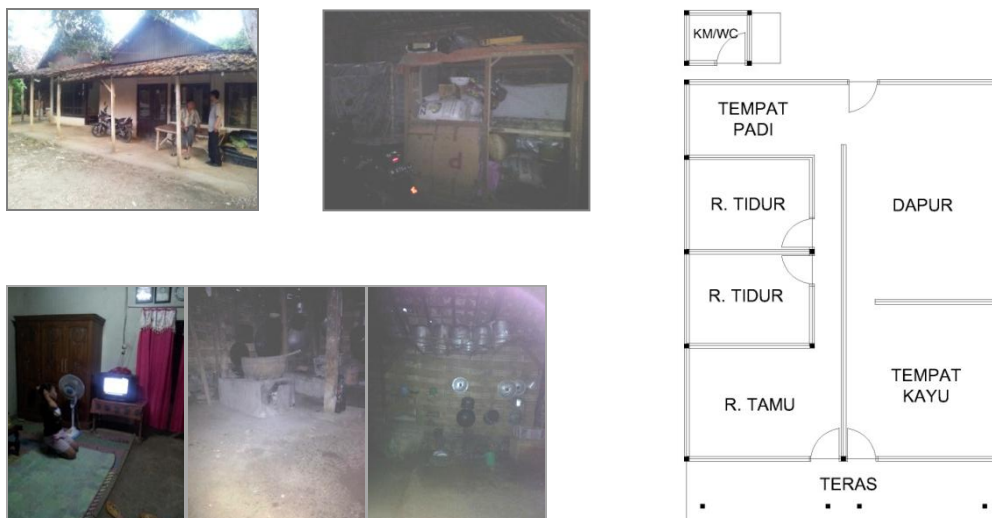 KM/WC
TEMPAT
PADI
R. TIDUR
DAPUR
R. TIDUR
TEMPAT
KAYU
R. TAMU
TERAS